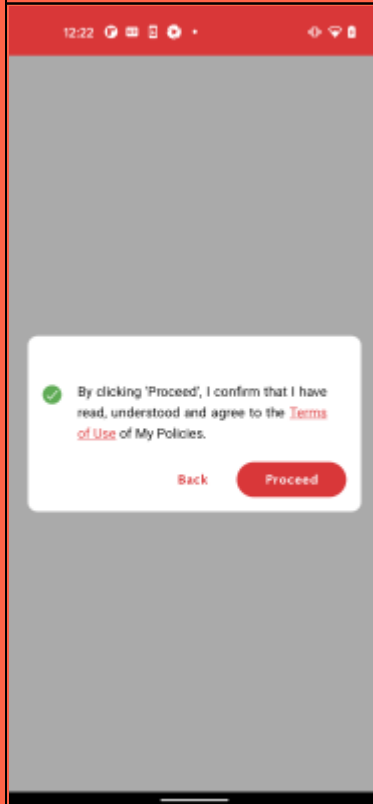 12:22
By clicking 'Proceed', I confirm that I have
read, understood and agree to the Terms
of Use of My Policies.
Back Proceed